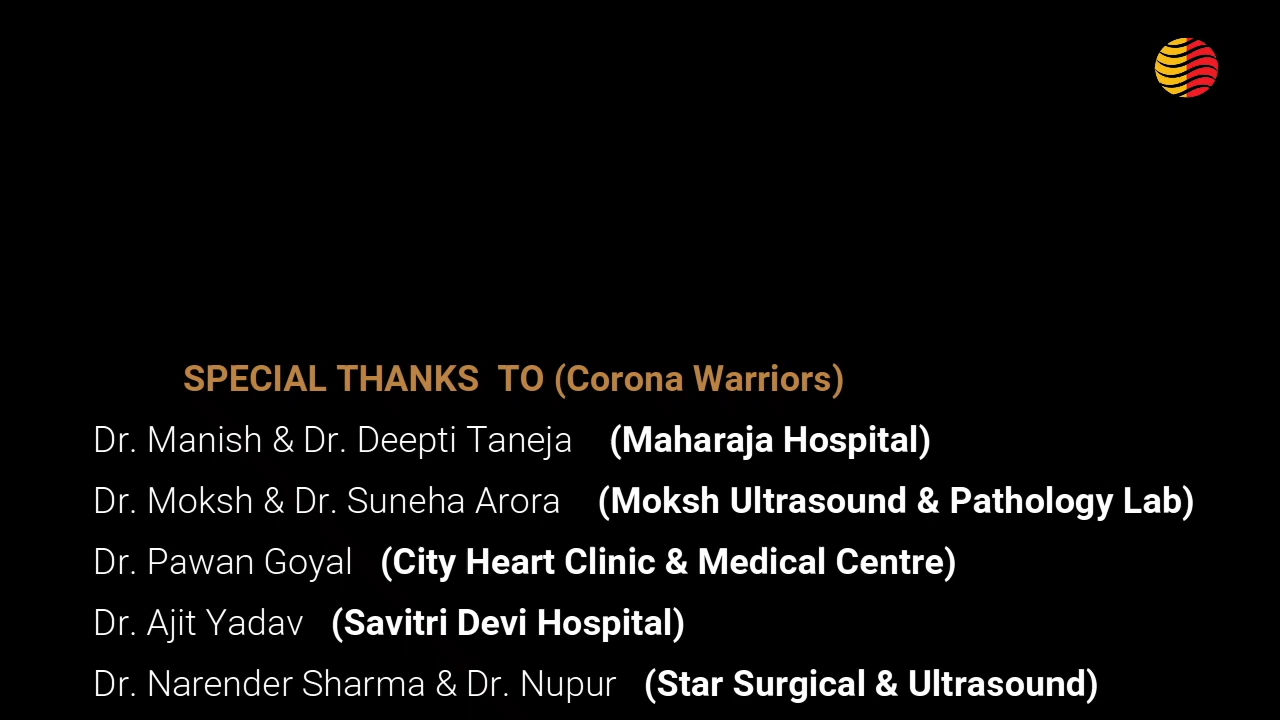 SPECIAL THANKS TO (Corona Warriors)
Dr. Manish & Dr. Deepti Taneja (Maharaja Hospital)
Dr. Moksh & Dr. Suneha Arora (Moksh Ultrasound & Pathology Lab)
Dr. Pawan Goyal (City Heart Clinic & Medical Centre)
Dr. Ajit Yadav (Savitri Devi Hospital)
Dr. Narender Sharma & Dr. Nupur (Star Surgical & Ultrasound)